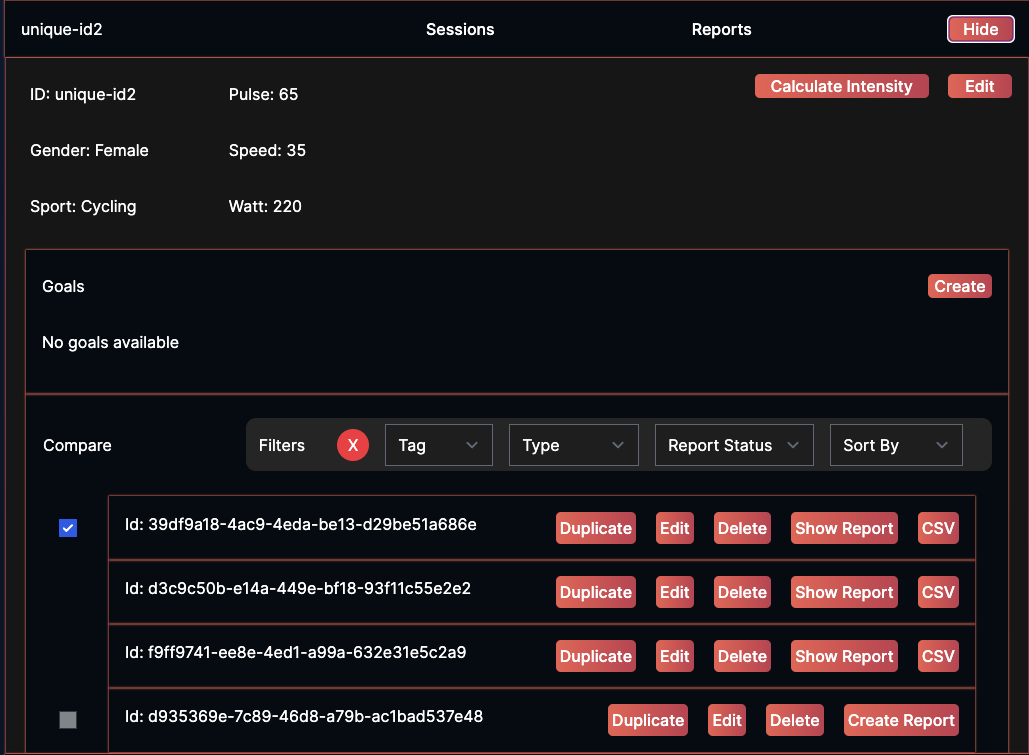 unique-id2 Sessions Reports Hide
ID: unique-id2 Pulse: 65 Calculate Intensity Edit
Gender: Female Speed: 35
Sport: Cycling Watt: 220
Goals Create
No goals available
Compare Filters X Tag Type Report Status Sort By
Id: 39df9a18-4ac9-4eda-be13-d29be51a686e Duplicate Edit Delete Show Report CSV
Id: d3c9c50b-e14a-449e-bf18-93f11c55e2e2 Duplicate Edit Delete Show Report CSV
Id: f9ff9741-ee8e-4ed1-a99a-632e31e5c2a9 Duplicate Edit Delete Show Report CSV
Id: d935369e-7c89-46d8-a79b-ac1bad537e48 Duplicate Edit Delete Create Report